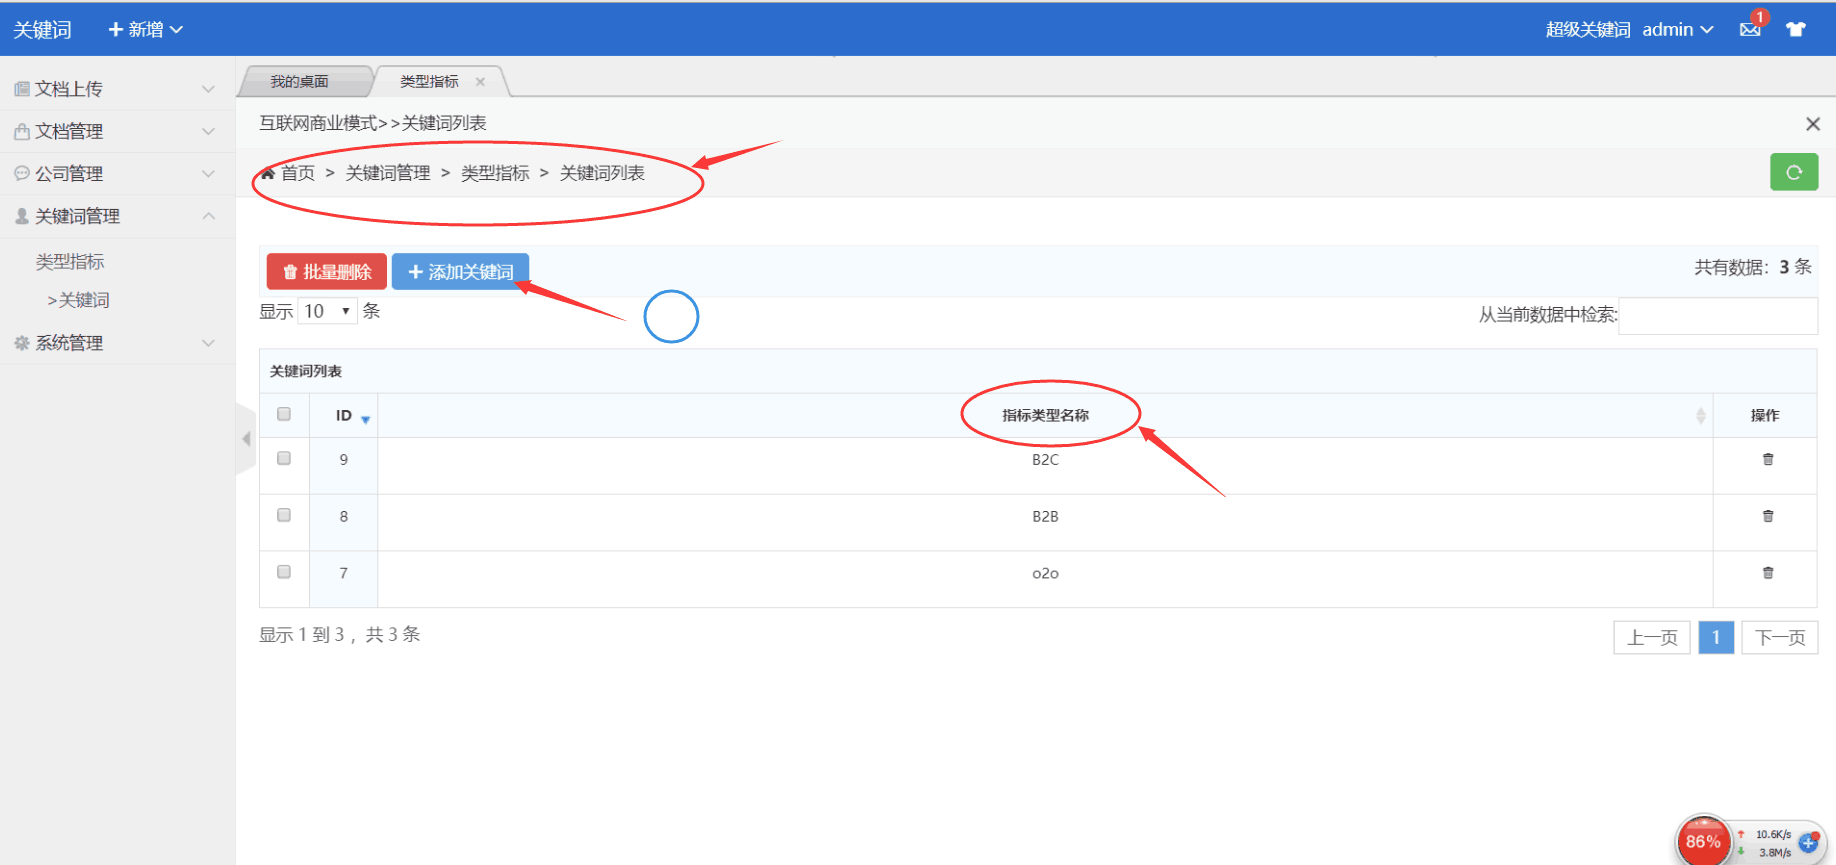 关键词 新增 超级关键词 admin 1
文档上传
文档管理
公司管理
关键词管理
类型指标
>关键词
系统管理
我的桌面 类型指标
互联网商业模式>>关键词列表
首页 > 关键词管理 > 类型指标 > 关键词列表
批量删除 添加关键词 共有数据：3 条
显示 10 条 从当前数据中检索:
关键词列表
ID 指标类型名称 操作
9 B2C
8 B2B
7 o2o
显示 1 到 3 ，共 3 条 上一页 1 下一页
86% 10.6K/s
3.8M/s